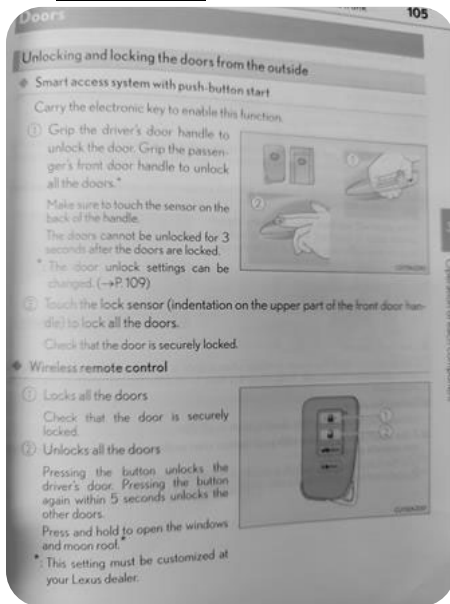 105
Doors
Unlocking and locking the doors from the outside
Smart access system with push-button start
Carry the electronic key to enable this function.
① Grip the driver's door handle to
unlock the door. Grip the passen-
ger's front door handle to unlock
all the doors.*
Make sure to touch the sensor on the
back of the handle.
The doors cannot be unlocked for 3
seconds after the doors are locked.
*: The door unlock settings can be
changed. (→P. 109)
① 
②
② Touch the lock sensor (indentation on the upper part of the front door han-
dle) to lock all the doors.
Check that the door is securely locked.
Wireless remote control
① Locks all the doors
Check that the door is securely
locked.
② Unlocks all the doors
Pressing the button unlocks the
driver's door. Pressing the button
again within 5 seconds unlocks the
other doors.
Press and hold to open the windows
and moon roof.*
*: This setting must be customized at
your Lexus dealer.
①
②